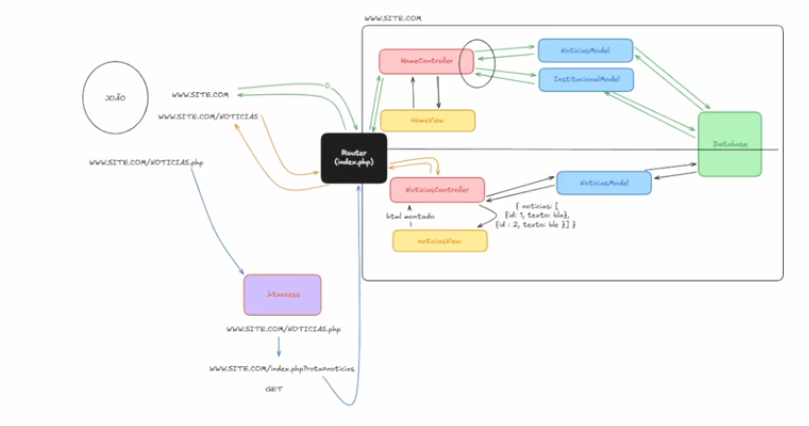 WWW.SITE.COM
HomeController
NoticiasModel
InstitucionalModel
JOÃO
WWW.SITE.COM
WWW.SITE.COM/NOTICIAS
HomeView
Database
Router
(index.php)
WWW.SITE.COM/NOTICIAS.php
NoticiasController
NoticiasModel
html montado
{ noticias: [
{id: 1, texto: bla},
{id : 2, texto: ble }] }
noticiasView
.htaccess
WWW.SITE.COM/NOTICIAS.php
WWW.SITE.COM/index.php?rota=noticias
GET